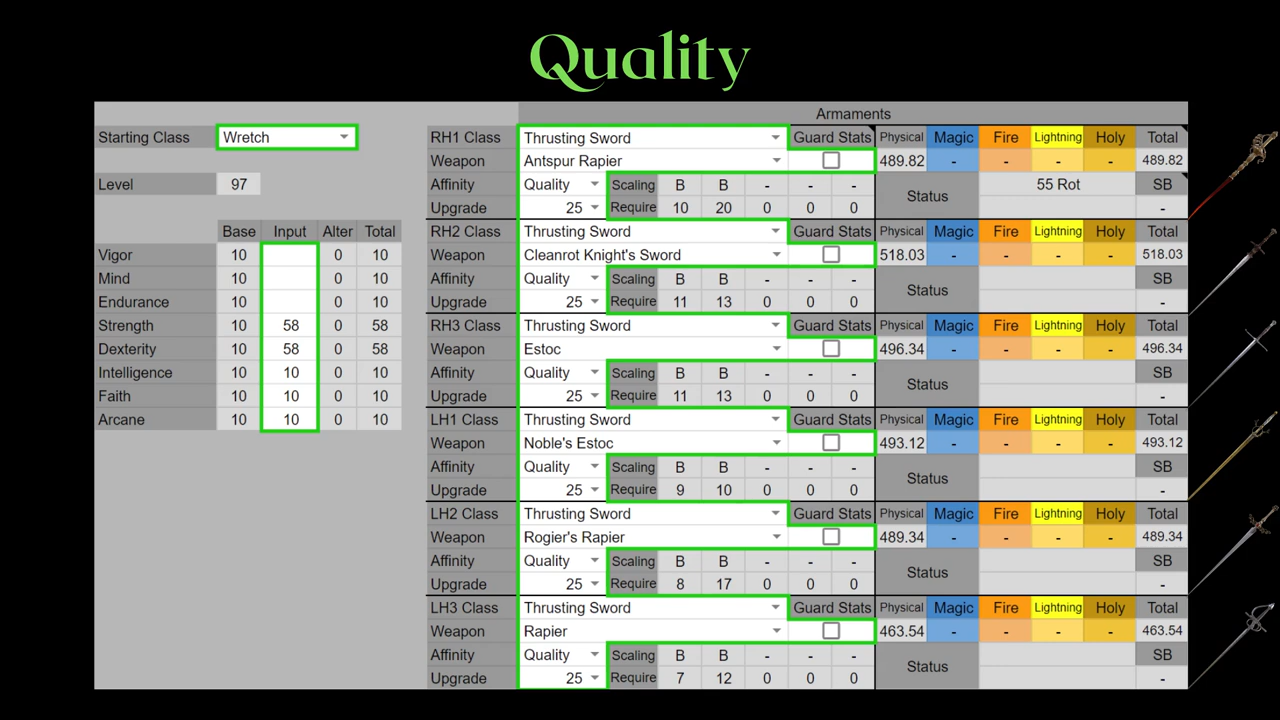 Quality
Armaments
Starting Class Wretch RH1 Class Thrusting Sword Guard Stats Physical Magic Fire Lightning Holy Total
Weapon Antspur Rapier 489.82 - - - - 489.82
Level 97 Affinity Quality Scaling B B - - - Status 55 Rot SB
Upgrade 25 Require 10 20 0 0 0 -
Base Input Alter Total RH2 Class Thrusting Sword Guard Stats Physical Magic Fire Lightning Holy Total
Vigor 10 0 10 Weapon Cleanrot Knight's Sword 518.03 - - - - 518.03
Mind 10 0 10 Affinity Quality Scaling B B - - - Status SB
Endurance 10 0 10 Upgrade 25 Require 11 13 0 0 0 -
Strength 10 58 0 58 RH3 Class Thrusting Sword Guard Stats Physical Magic Fire Lightning Holy Total
Dexterity 10 58 0 58 Weapon Estoc 496.34 - - - - 496.34
Intelligence 10 10 0 10 Affinity Quality Scaling B B - - - Status SB
Faith 10 10 0 10 Upgrade 25 Require 11 13 0 0 0 -
Arcane 10 10 0 10 LH1 Class Thrusting Sword Guard Stats Physical Magic Fire Lightning Holy Total
Weapon Noble's Estoc 493.12 - - - - 493.12
Affinity Quality Scaling B B - - - Status SB
Upgrade 25 Require 9 10 0 0 0 -
LH2 Class Thrusting Sword Guard Stats Physical Magic Fire Lightning Holy Total
Weapon Rogier's Rapier 489.34 - - - - 489.34
Affinity Quality Scaling B B - - - Status SB
Upgrade 25 Require 8 17 0 0 0 -
LH3 Class Thrusting Sword Guard Stats Physical Magic Fire Lightning Holy Total
Weapon Rapier 463.54 - - - - 463.54
Affinity Quality Scaling B B - - - Status SB
Upgrade 25 Require 7 12 0 0 0 -